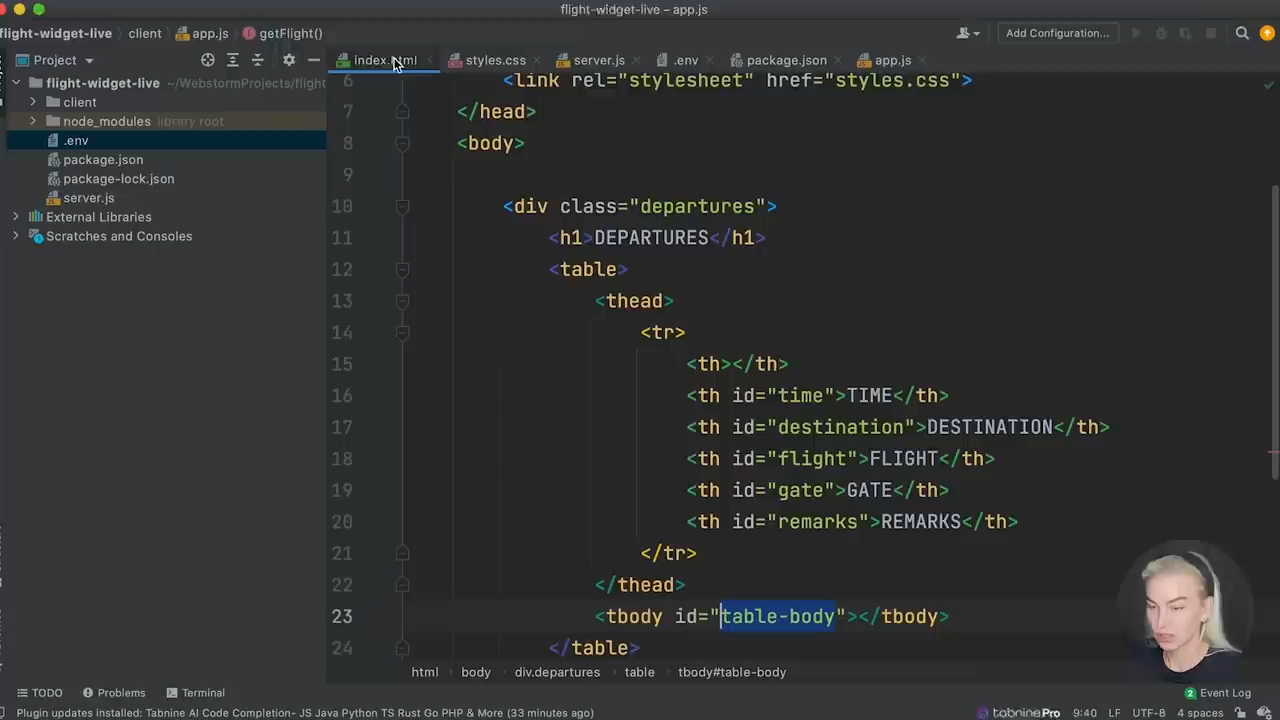 flight-widget-live – app.js
flight-widget-live client app.js getFlight() Add Configuration...
Project index.html styles.css server.js .env package.json app.js
flight-widget-live ~/WebstormProjects/flight
client
node_modules library root
.env
package.json
package-lock.json
server.js
External Libraries
Scratches and Consoles
6 <link rel="stylesheet" href="styles.css">
7 </head>
8 <body>
9
10 <div class="departures">
11 <h1>DEPARTURES</h1>
12 <table>
13 <thead>
14 <tr>
15 <th></th>
16 <th id="time">TIME</th>
17 <th id="destination">DESTINATION</th>
18 <th id="flight">FLIGHT</th>
19 <th id="gate">GATE</th>
20 <th id="remarks">REMARKS</th>
21 </tr>
22 </thead>
23 <tbody id="table-body"></tbody>
24 </table>
html body div.departures table tbody#table-body
TODO Problems Terminal 2 Event Log
Plugin updates installed: Tabnine AI Code Completion- JS Java Python TS Rust Go PHP & More (33 minutes ago) tabnine Pro 9:40 LF UTF-8 4 spaces